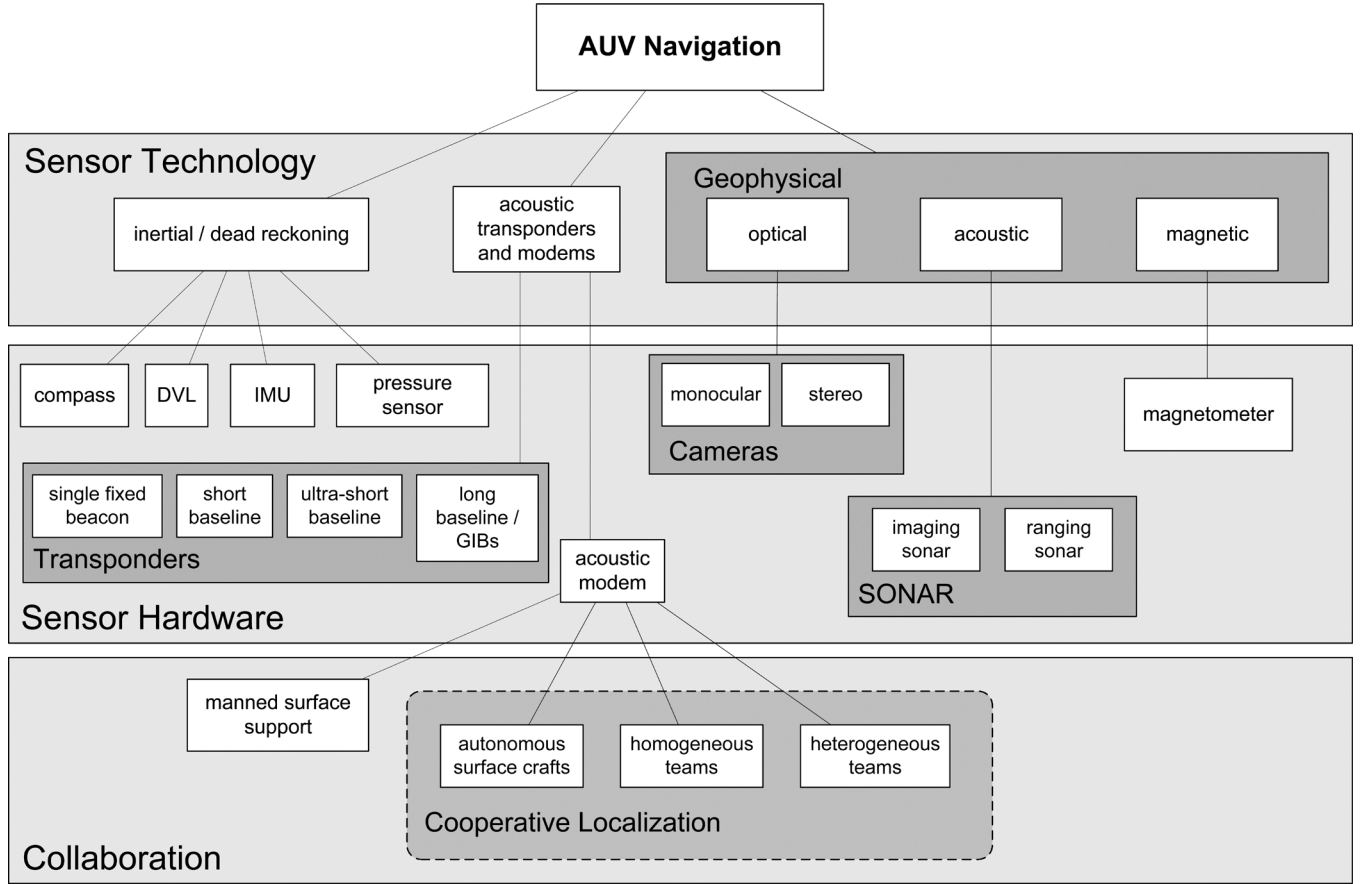 AUV Navigation
Sensor Technology
inertial / dead reckoning
acoustic
transponders
and modems
Geophysical
optical
acoustic
magnetic
compass
DVL
IMU
pressure
sensor
monocular
stereo
Cameras
magnetometer
single fixed
beacon
short
baseline
ultra-short
baseline
long
baseline /
GIBs
Transponders
acoustic
modem
imaging
sonar
ranging
sonar
SONAR
Sensor Hardware
manned surface
support
autonomous
surface crafts
homogeneous
teams
heterogeneous
teams
Cooperative Localization
Collaboration